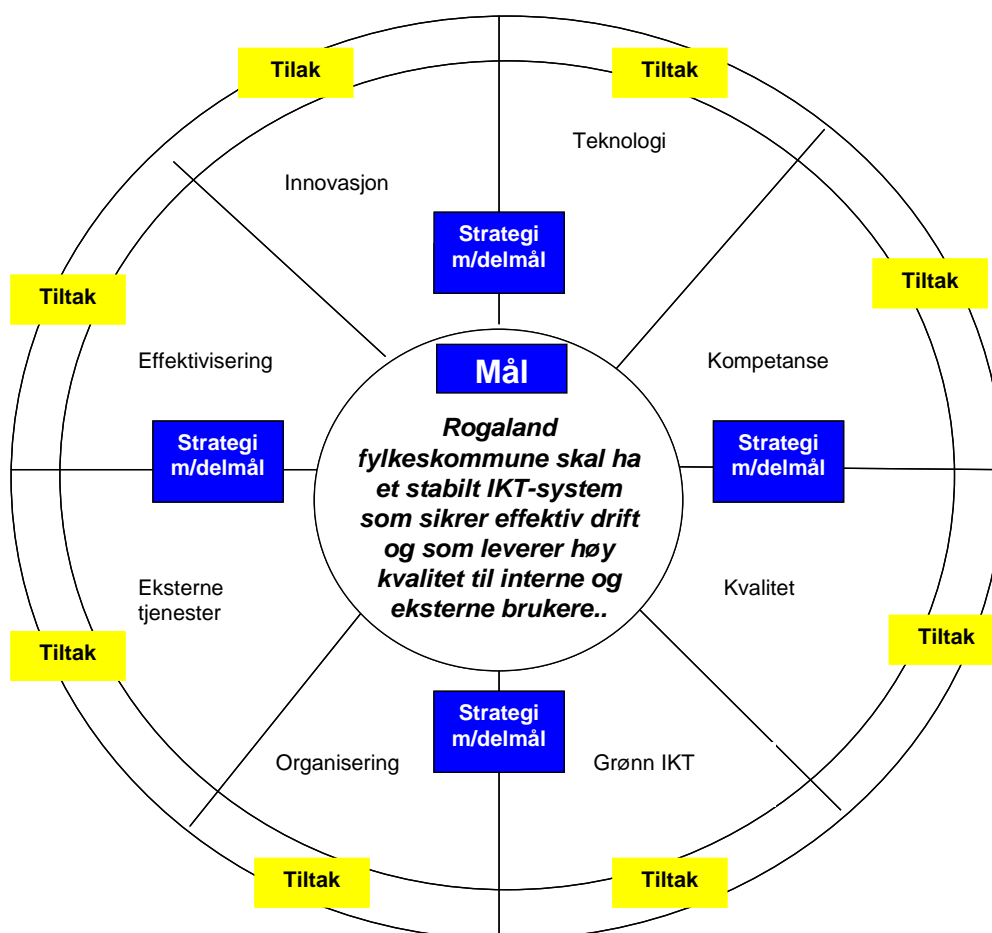 Tilak
Tiltak
Teknologi
Innovasjon
Strategi
m/delmål
Tiltak
Tiltak
Effektivisering
Mål
Kompetanse
Rogaland
fylkeskommune skal ha
et stabilt IKT-system
som sikrer effektiv drift
og som leverer høy
kvalitet til interne og
eksterne brukere..
Strategi
m/delmål
Strategi
m/delmål
Eksterne
tjenester
Kvalitet
Tiltak
Tiltak
Strategi
m/delmål
Organisering
Grønn IKT
Tiltak
Tiltak